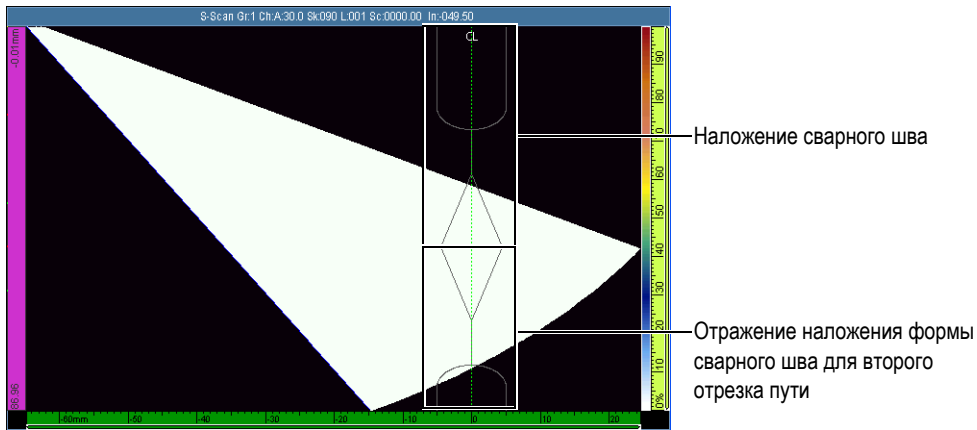 S-Scan Gr:1 Ch:A:30.0 Sk:090 L:001 Sc:0000.00 In:-049.50
-0.01mm
CL
|90
|80
|70
|60
|50
|40
|30
|20
|10
0%
Наложение сварного шва
Отражение наложения формы
сварного шва для второго
отрезка пути
86.96
-60mm
-50
-40
-30
-20
-10
0
10
20